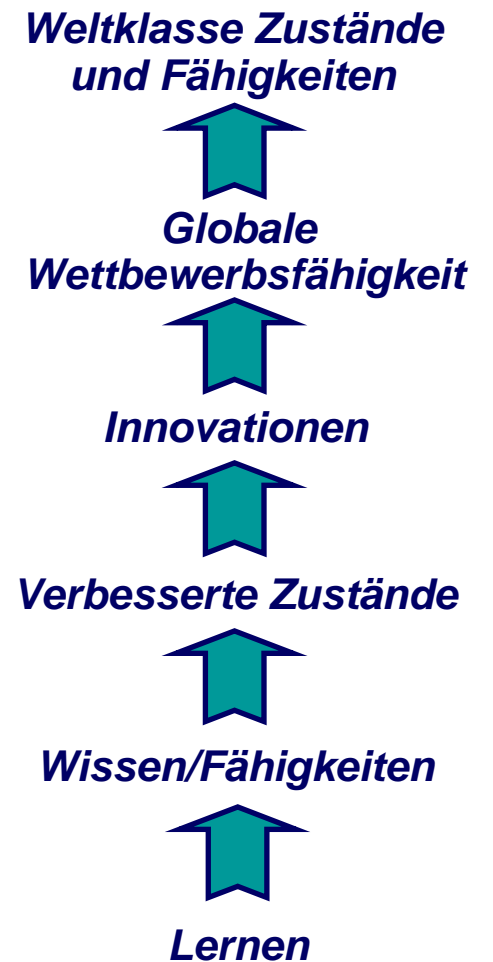 Weltklasse Zustände
und Fähigkeiten
Globale
Wettbewerbsfähigkeit
Innovationen
Verbesserte Zustände
Wissen/Fähigkeiten
Lernen